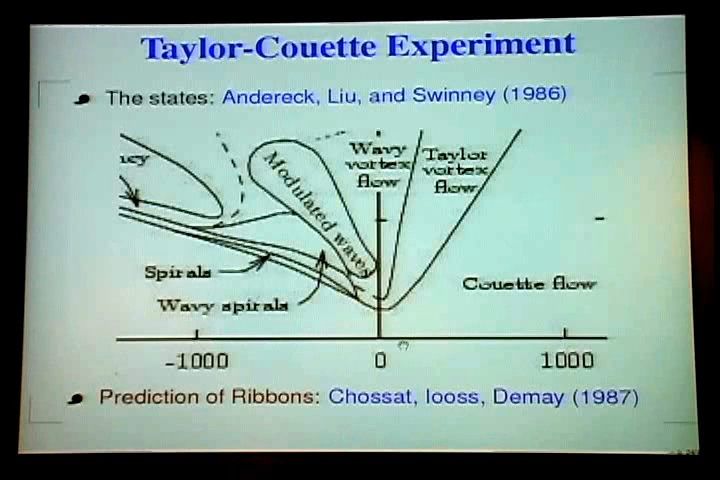 Taylor-Couette Experiment
The states: Andereck, Liu, and Swinney (1986)
Wavy vortex flow
Taylor vortex flow
Modulated waves
Spirals
Wavy spirals
Couette flow
-1000 0 1000
Prediction of Ribbons: Chossat, Iooss, Demay (1987)